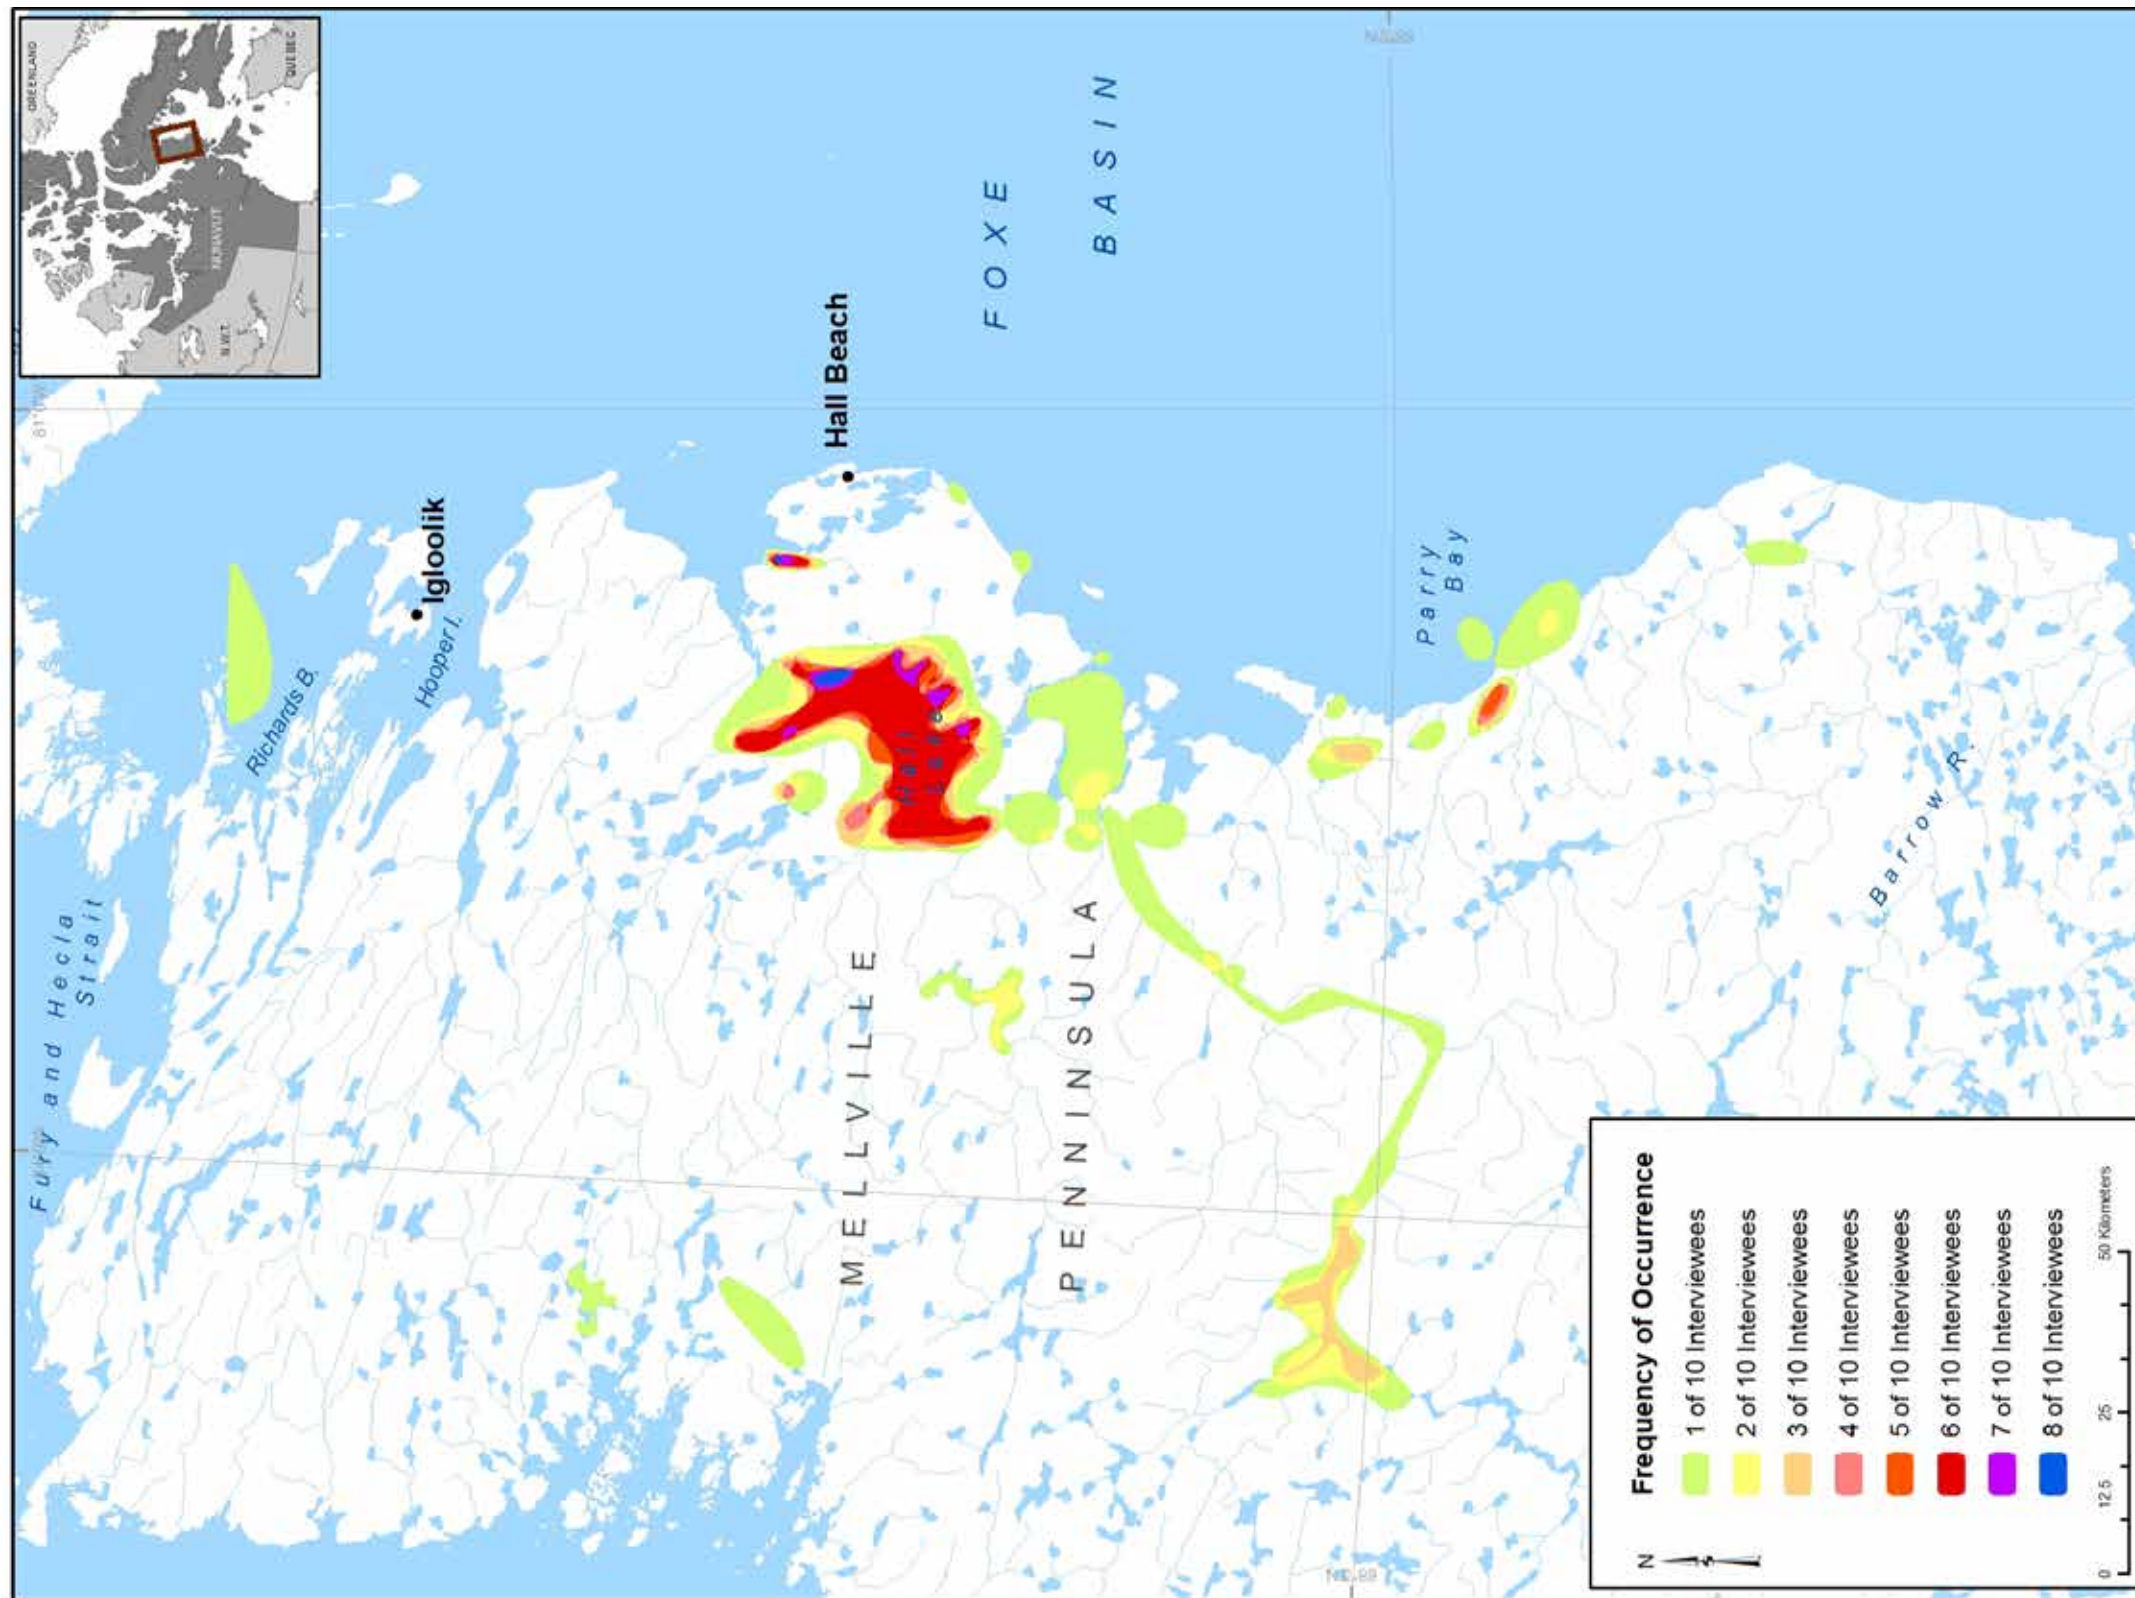 GREENLAND
QUEBEC
NUNAVUT
N.W.T.
Fury and Hecla
Strait
Richards B.
Igloolik
Hooper I.
Hall Beach
FOXE
BASIN
Hall
Lake
MELLVILLE
PENNINSULA
Parry
Bay
Barrow R.
N
Frequency of Occurrence
1 of 10 Interviewees
2 of 10 Interviewees
3 of 10 Interviewees
4 of 10 Interviewees
5 of 10 Interviewees
6 of 10 Interviewees
7 of 10 Interviewees
8 of 10 Interviewees
0 12.5 25 50 Kilometers